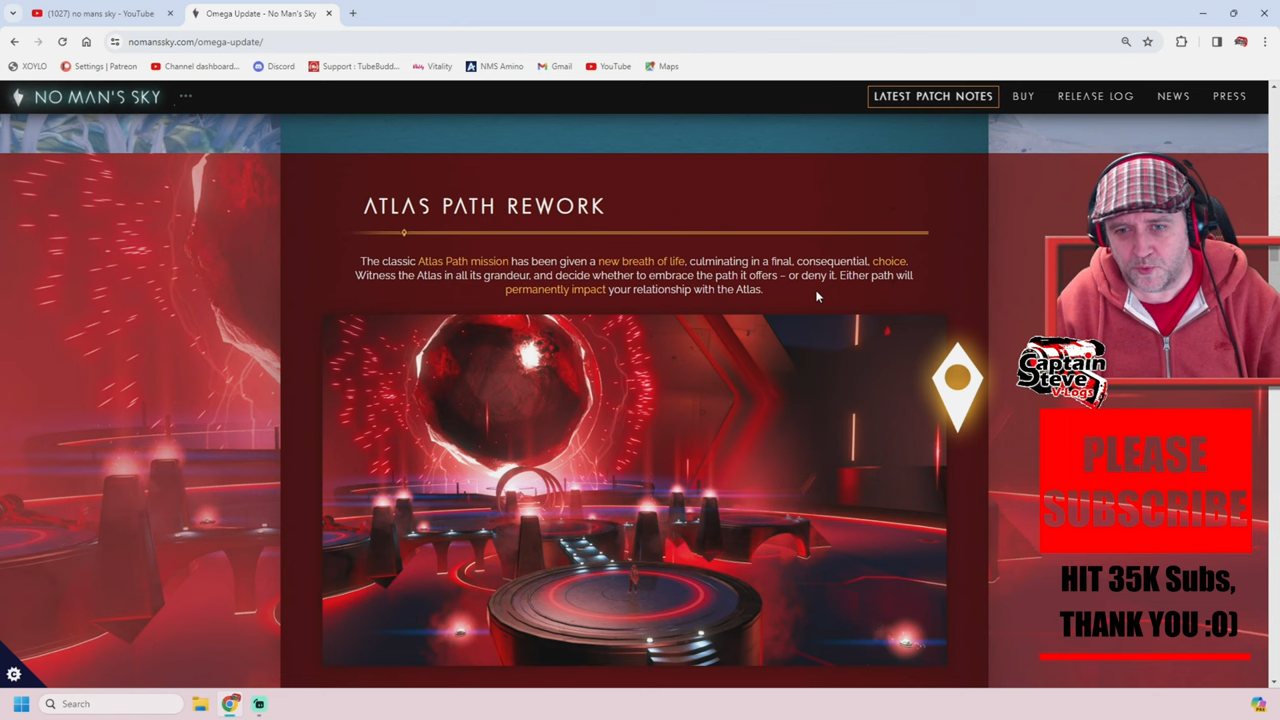 (1027) no mans sky - YouTube
Omega Update - No Man's Sky
nomanssky.com/omega-update/
XOYLO
Settings | Patreon
Channel dashboard...
Discord
Support : TubeBudd...
Vitality
NMS Amino
Gmail
YouTube
Maps
NO MAN'S SKY
LATEST PATCH NOTES
BUY
RELEASE LOG
NEWS
PRESS
ATLAS PATH REWORK
The classic Atlas Path mission has been given a new breath of life, culminating in a final, consequential, choice.
Witness the Atlas in all its grandeur, and decide whether to embrace the path it offers – or deny it. Either path will
permanently impact your relationship with the Atlas.
Captain
Steve
V-Logs
PLEASE
SUBSCRIBE
HIT 35K Subs,
THANK YOU :O)
Search